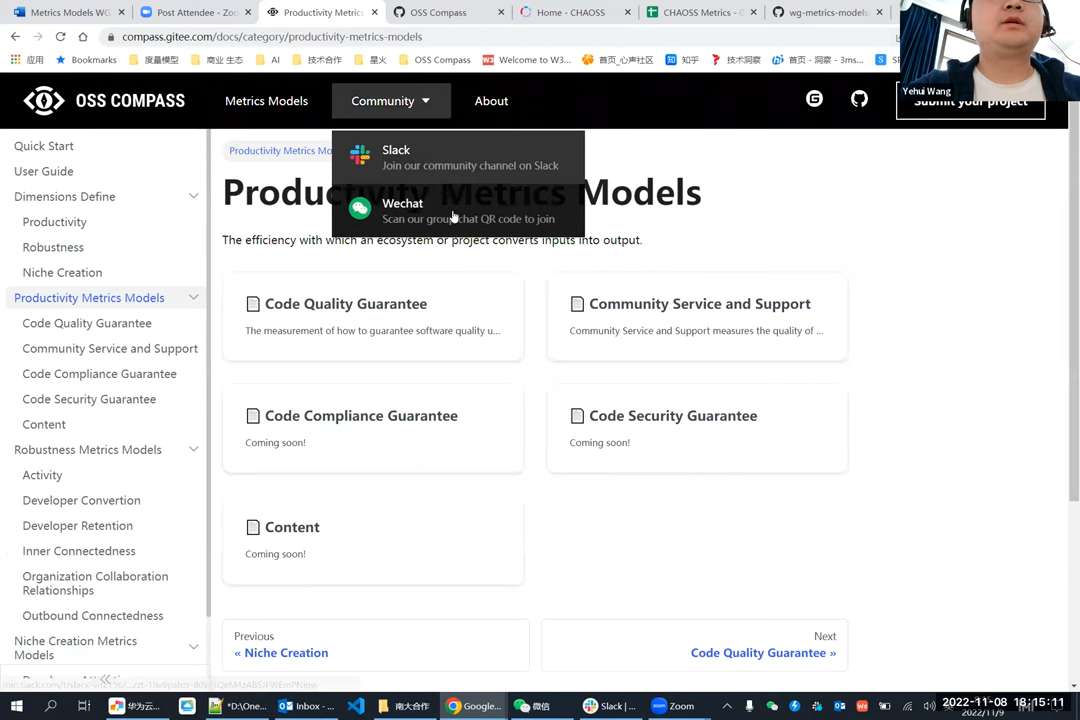 Metrics Models WG
Post Attendee - Zoo
Productivity Metric
OSS Compass
Home - CHAOSS
CHAOSS Metrics - G
wg-metrics-models
compass.gitee.com/docs/category/productivity-metrics-models
应用
Bookmarks
度量模型
商业 生态
AI
技术合作
星火
OSS Compass
Welcome to W3...
首页_心声社区
知乎
技术洞察
首页 - 洞察 - 3ms...
Yehui Wang
OSS COMPASS
Metrics Models
Community
About
Submit your project
Slack
Join our community channel on Slack
Wechat
Scan our group chat QR code to join
Quick Start
User Guide
Dimensions Define
Productivity
Robustness
Niche Creation
Productivity Metrics Models
Code Quality Guarantee
Community Service and Support
Code Compliance Guarantee
Code Security Guarantee
Content
Robustness Metrics Models
Activity
Developer Convertion
Developer Retention
Inner Connectedness
Organization Collaboration
Relationships
Outbound Connectedness
Niche Creation Metrics
Models
Productivity Metrics Mo
Productivity Metrics Models
The efficiency with which an ecosystem or project converts inputs into output.
Code Quality Guarantee
The measurement of how to guarantee software quality u...
Community Service and Support
Community Service and Support measures the quality of ...
Code Compliance Guarantee
Coming soon!
Code Security Guarantee
Coming soon!
Content
Coming soon!
Previous
« Niche Creation
Next
Code Quality Guarantee »
华为云...
*D:\One...
Inbox - ...
南大合作
Google...
微信
Slack | ...
Zoom
2022-11-08 18:15:11
2022/11/9